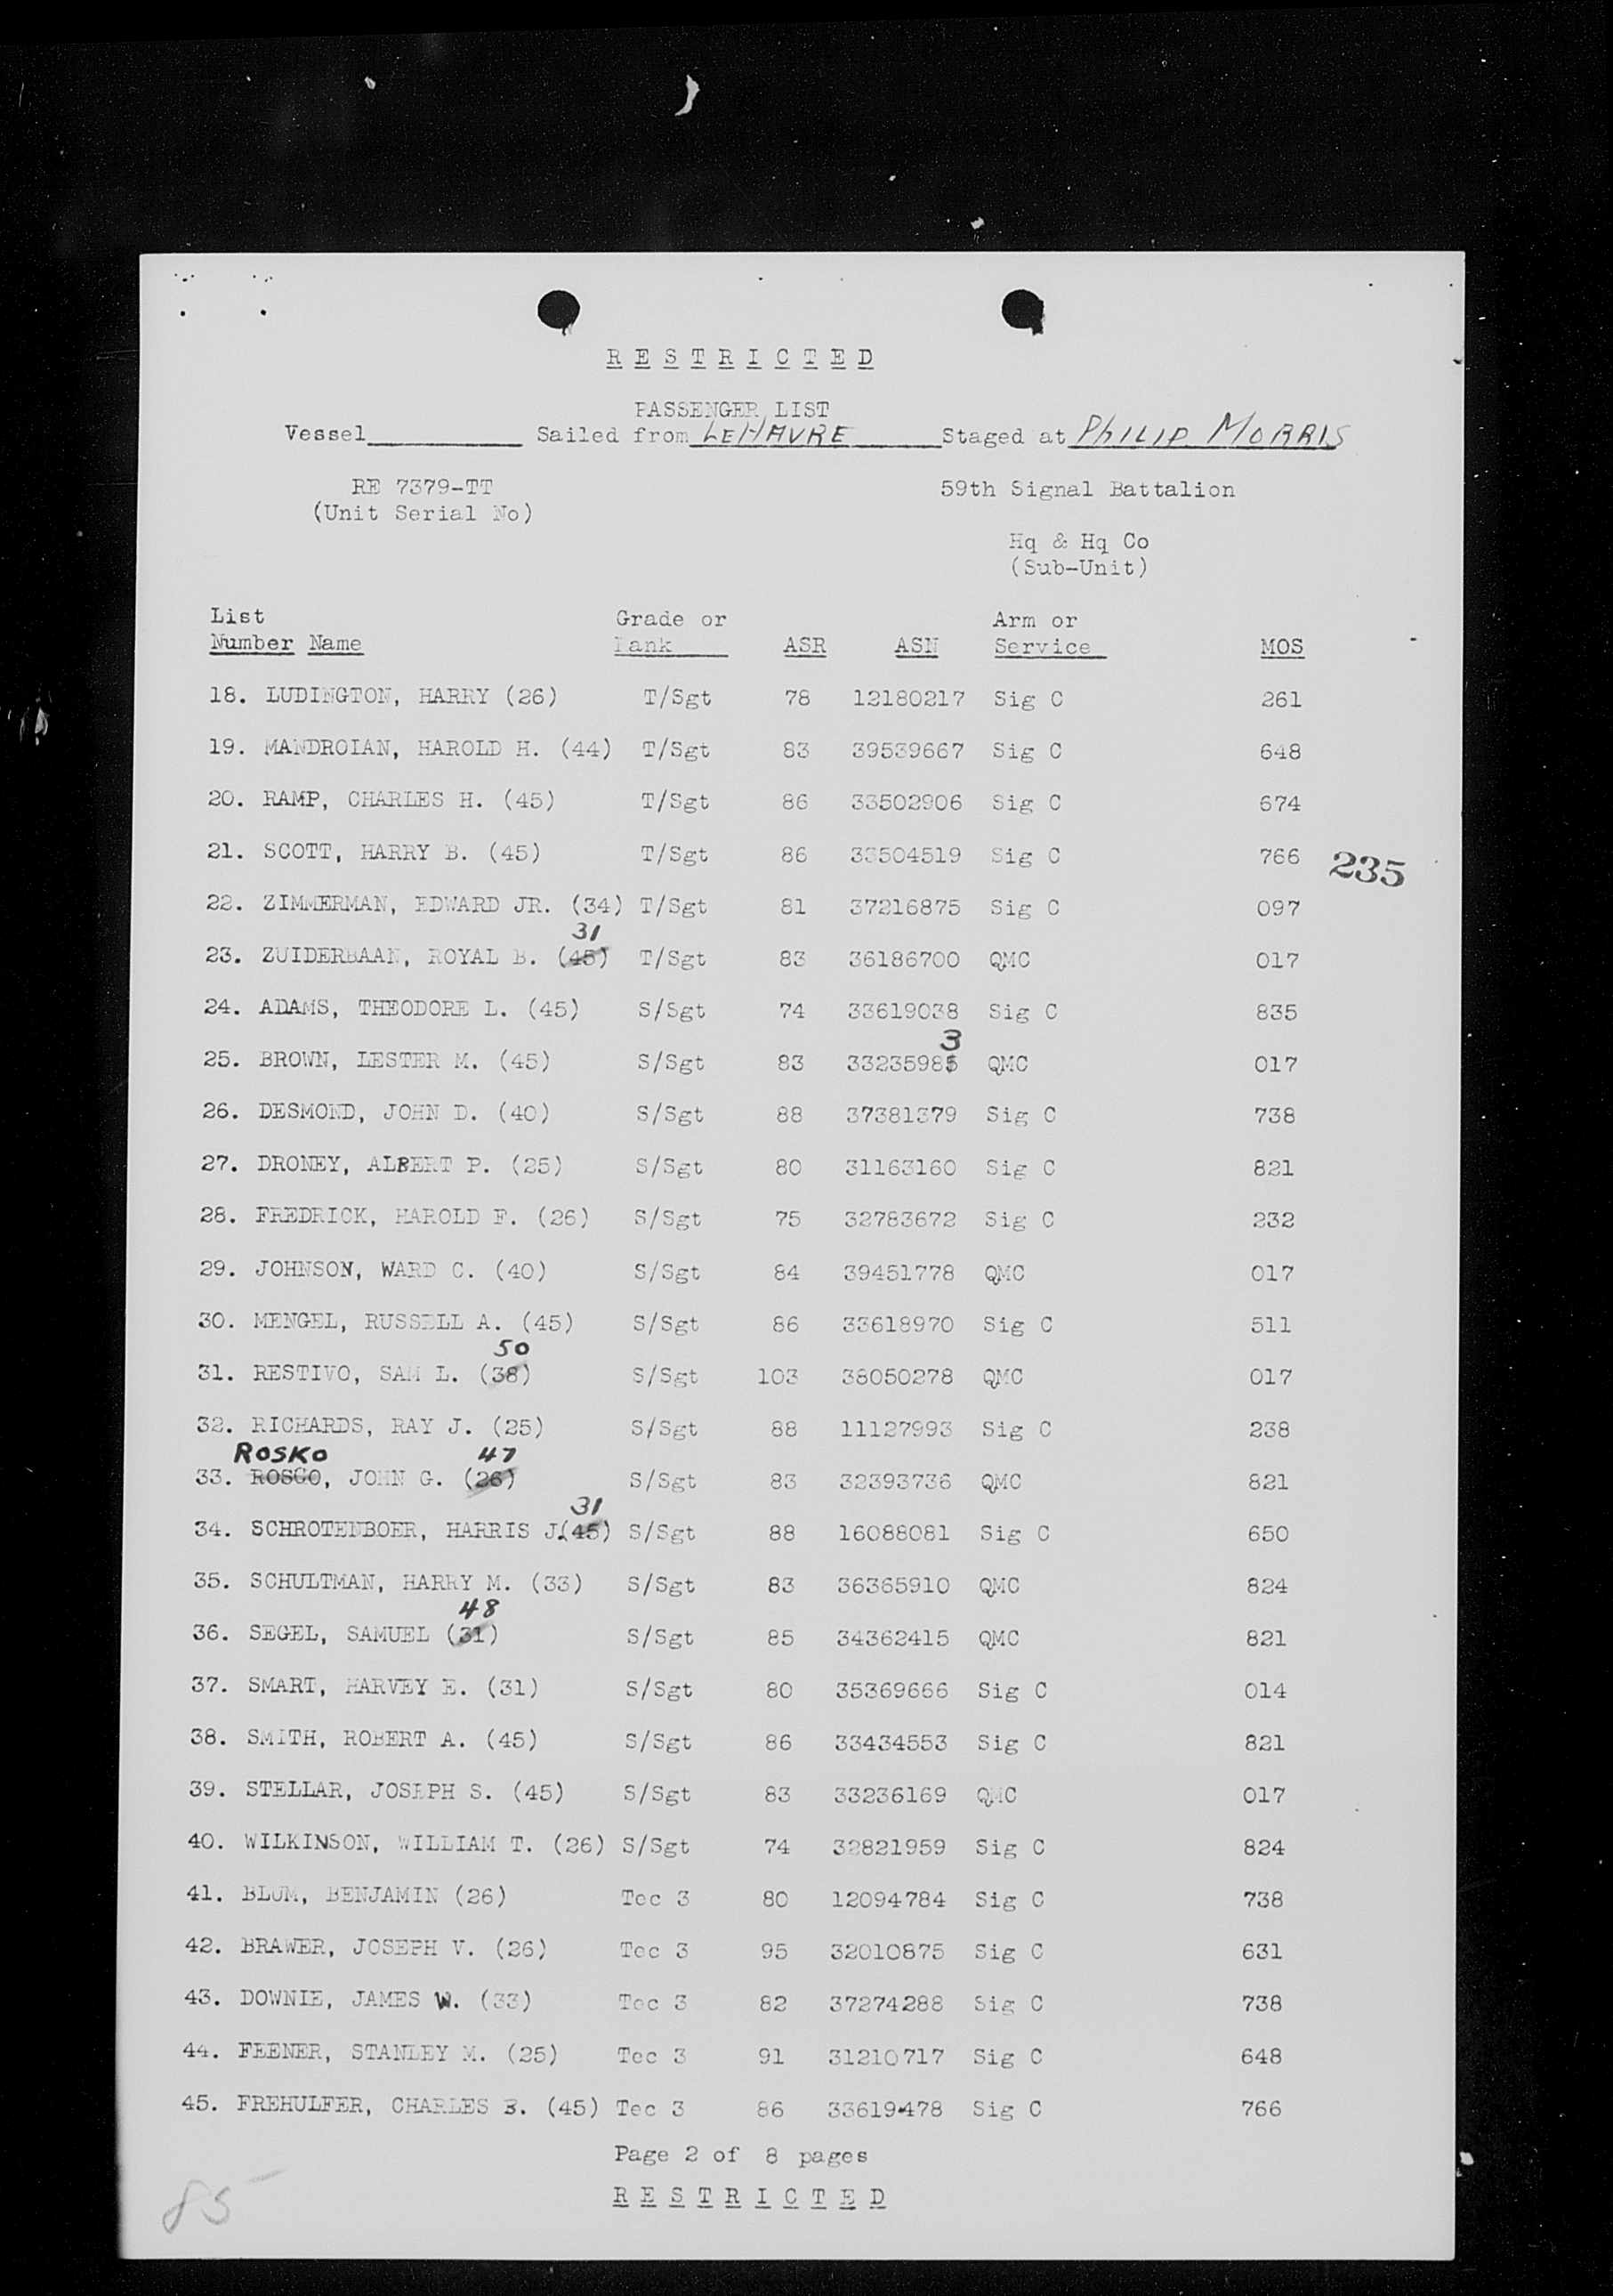 R E S T R I C T E D
PASSENGER LIST
Vessel Sailed from LEHAVRE Staged at PhILIP MORRIS
RE 7379-TT 59th Signal Battalion
(Unit Serial No)
Hq & Hq Co
(Sub-Unit)
List Grade or Arm or
Number Name Rank ASR ASN Service MOS
18. LUDINGTON, HARRY (26) T/Sgt 78 12180217 Sig C 261
19. MANDROIAN, HAROLD H. (44) T/Sgt 83 39539667 Sig C 648
20. RAMP, CHARLES H. (45) T/Sgt 86 33502906 Sig C 674
21. SCOTT, HARRY B. (45) T/Sgt 86 33504519 Sig C 766 235
22. ZIMMERMAN, EDWARD JR. (34) T/Sgt 81 37216875 Sig C 097
31
23. ZUIDERBAAN, ROYAL B. (45) T/Sgt 83 36186700 QMC 017
24. ADAMS, THEODORE L. (45) S/Sgt 74 33619038 Sig C 835
3
25. BROWN, LESTER M. (45) S/Sgt 83 33235985 QMC 017
26. DESMOND, JOHN D. (40) S/Sgt 88 37381379 Sig C 738
27. DRONEY, ALBERT P. (25) S/Sgt 80 31163160 Sig C 821
28. FREDRICK, HAROLD F. (26) S/Sgt 75 32783672 Sig C 232
29. JOHNSON, WARD C. (40) S/Sgt 84 39451778 QMC 017
30. MENGEL, RUSSELL A. (45) S/Sgt 86 33618970 Sig C 511
50
31. RESTIVO, SAM L. (38) S/Sgt 103 38050278 QMC 017
32. RICHARDS, RAY J. (25) S/Sgt 88 11127993 Sig C 238
ROSKO 47
33. ROSCO, JOHN G. (26) S/Sgt 83 32393736 QMC 821
31
34. SCHROTENBOER, HARRIS J.(45) S/Sgt 88 16088081 Sig C 650
35. SCHULTMAN, HARRY M. (33) S/Sgt 83 36365910 QMC 824
48
36. SEGEL, SAMUEL (31) S/Sgt 85 34362415 QMC 821
37. SMART, HARVEY E. (31) S/Sgt 80 35369666 Sig C 014
38. SMITH, ROBERT A. (45) S/Sgt 86 33434553 Sig C 821
39. STELLAR, JOSEPH S. (45) S/Sgt 83 33236169 QMC 017
40. WILKINSON, WILLIAM T. (26) S/Sgt 74 32821959 Sig C 824
41. BLUM, BENJAMIN (26) Tec 3 80 12094784 Sig C 738
42. BRAWER, JOSEPH V. (26) Tec 3 95 32010875 Sig C 631
43. DOWNIE, JAMES W. (33) Tec 3 82 37274288 Sig C 738
44. FEENER, STANLEY M. (25) Tec 3 91 31210717 Sig C 648
45. FREHULFER, CHARLES B. (45) Tec 3 86 33619478 Sig C 766
Page 2 of 8 pages
R E S T R I C T E D
85